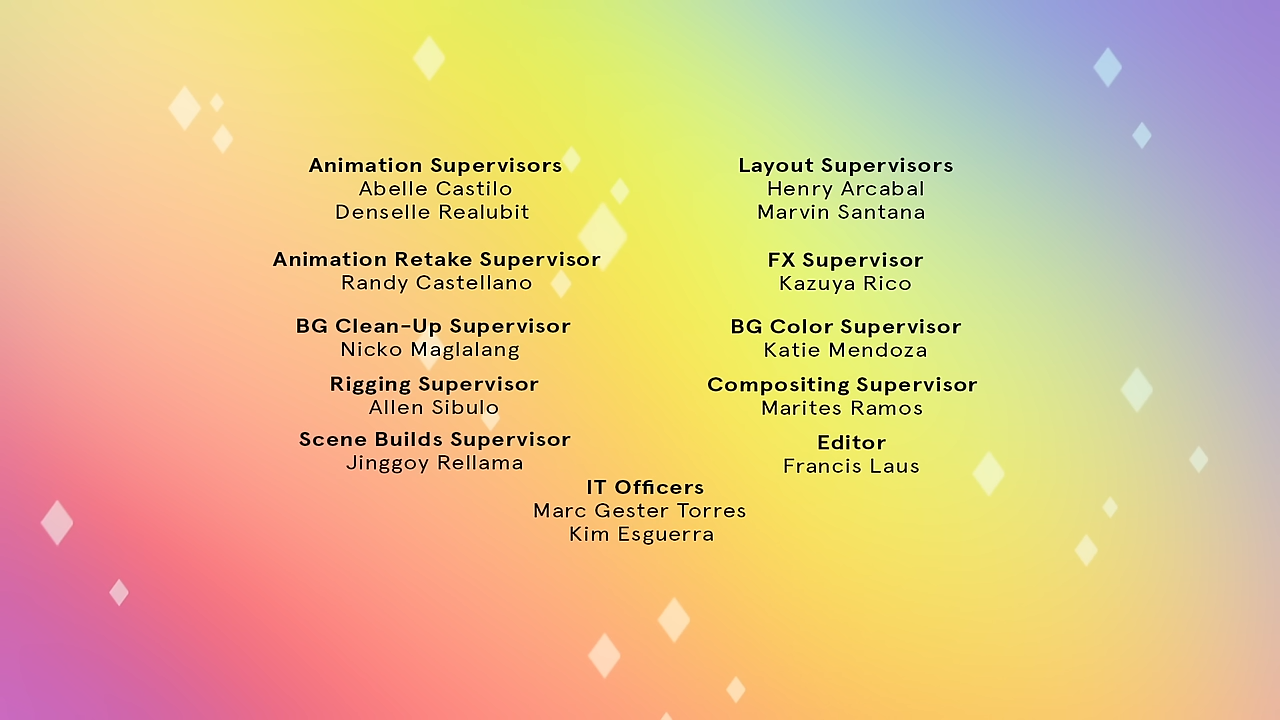 Animation Supervisors
Abelle Castilo
Denselle Realubit
Layout Supervisors
Henry Arcabal
Marvin Santana
Animation Retake Supervisor
Randy Castellano
FX Supervisor
Kazuya Rico
BG Clean-Up Supervisor
Nicko Maglalang
BG Color Supervisor
Katie Mendoza
Rigging Supervisor
Allen Sibulo
Compositing Supervisor
Marites Ramos
Scene Builds Supervisor
Jinggoy Rellama
Editor
Francis Laus
IT Officers
Marc Gester Torres
Kim Esguerra